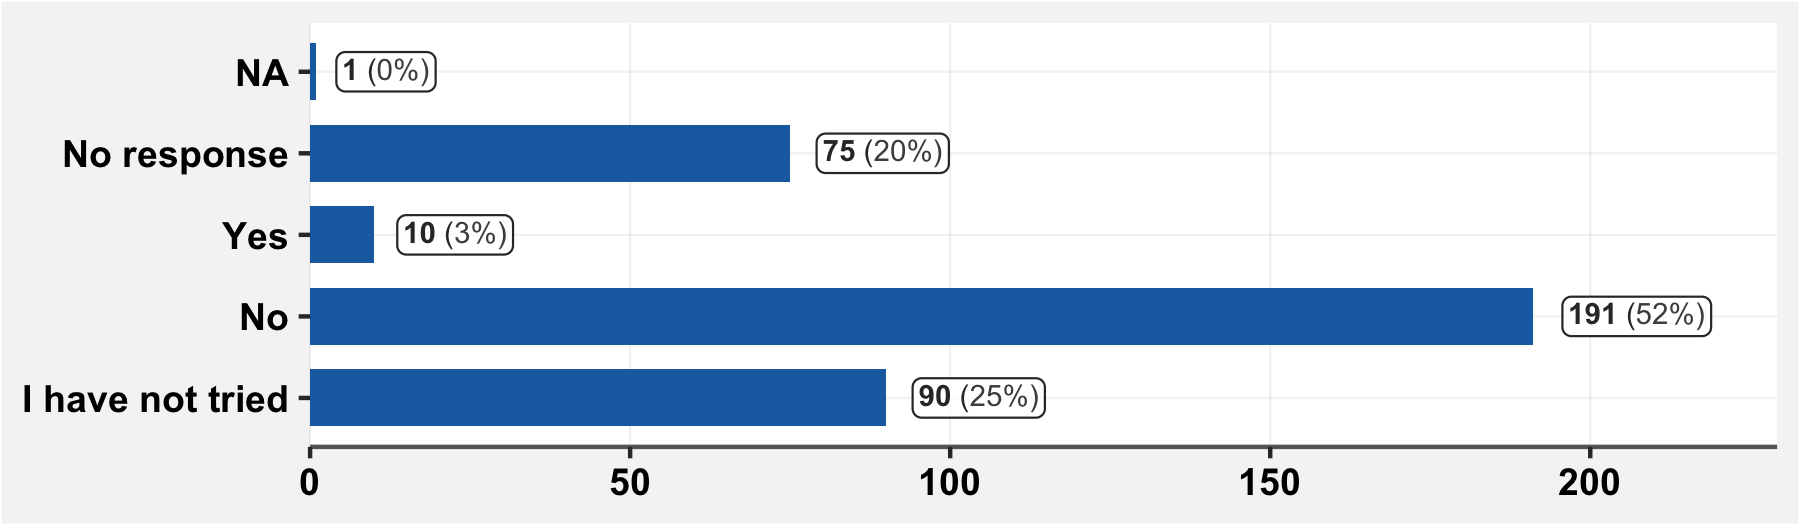 NA
1 (0%)
No response
75 (20%)
Yes
10 (3%)
No
191 (52%)
I have not tried
90 (25%)
0 50 100 150 200